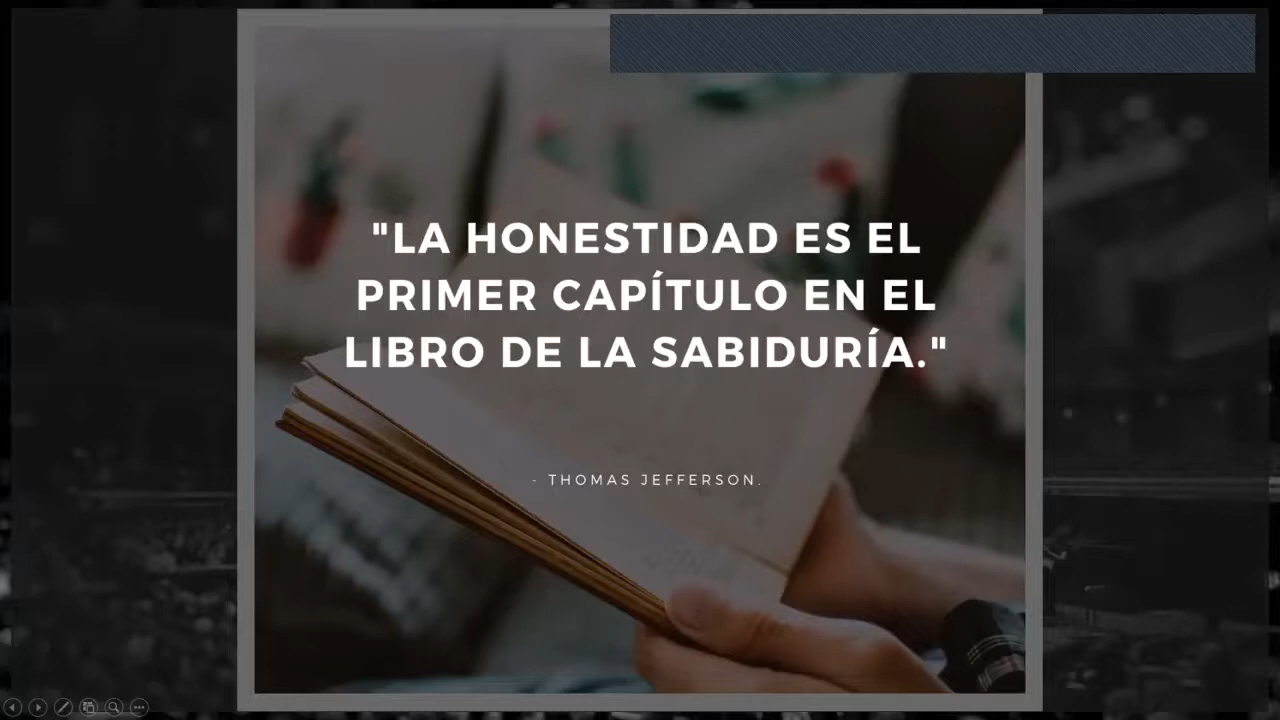 "LA HONESTIDAD ES EL
PRIMER CAPÍTULO EN EL
LIBRO DE LA SABIDURÍA."
- THOMAS JEFFERSON.